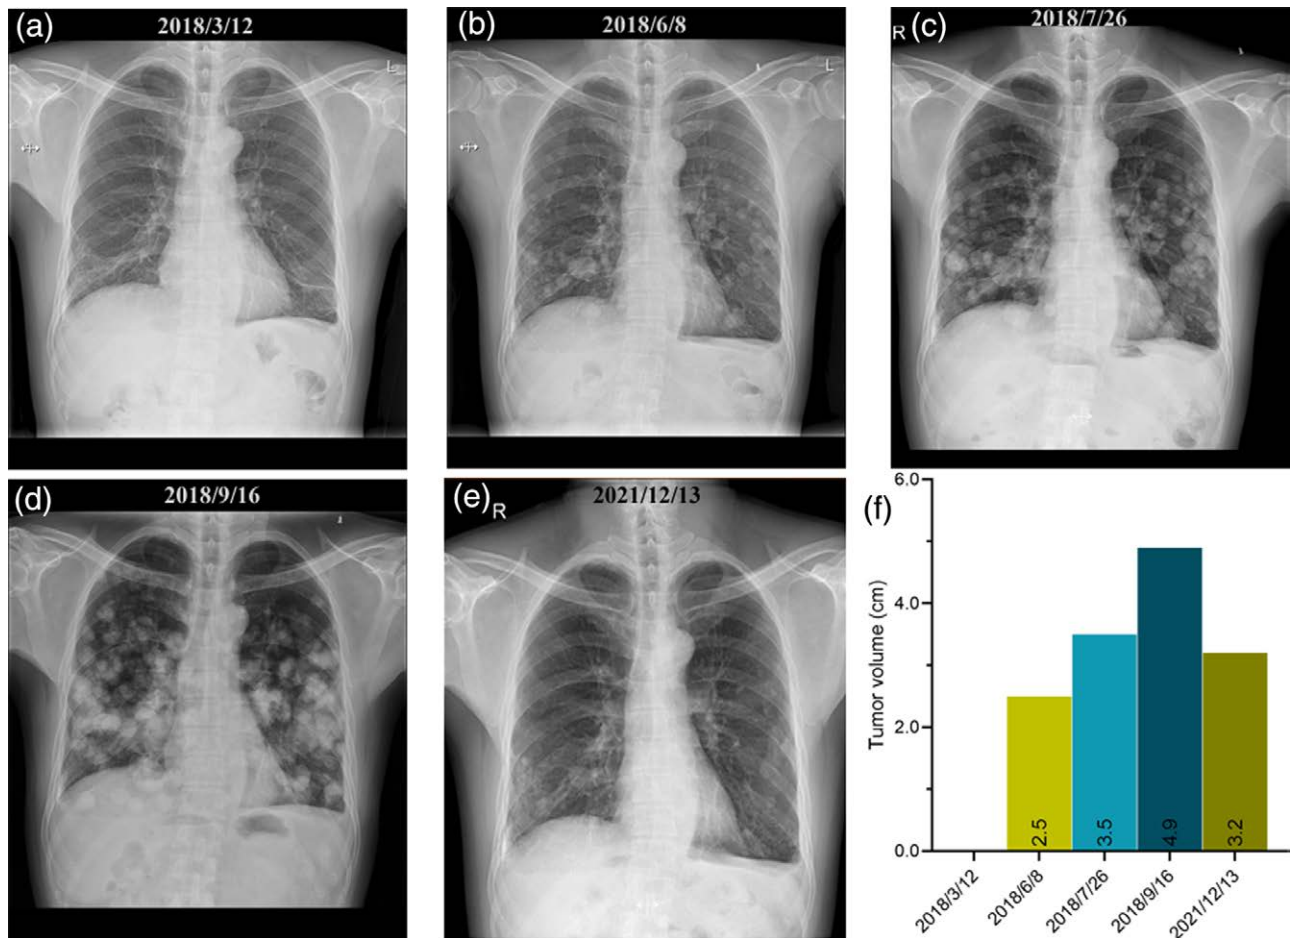 (a)
2018/3/12
L
(b)
2018/6/8
L
R
(c)
2018/7/26
(d)
2018/9/16
(e)
R
2021/12/13
(f)
Tumor volume (cm)
6.0
4.0
2.0
0.0
2.5
3.5
4.9
3.2
2018/3/12
2018/6/8
2018/7/26
2018/9/16
2021/12/13